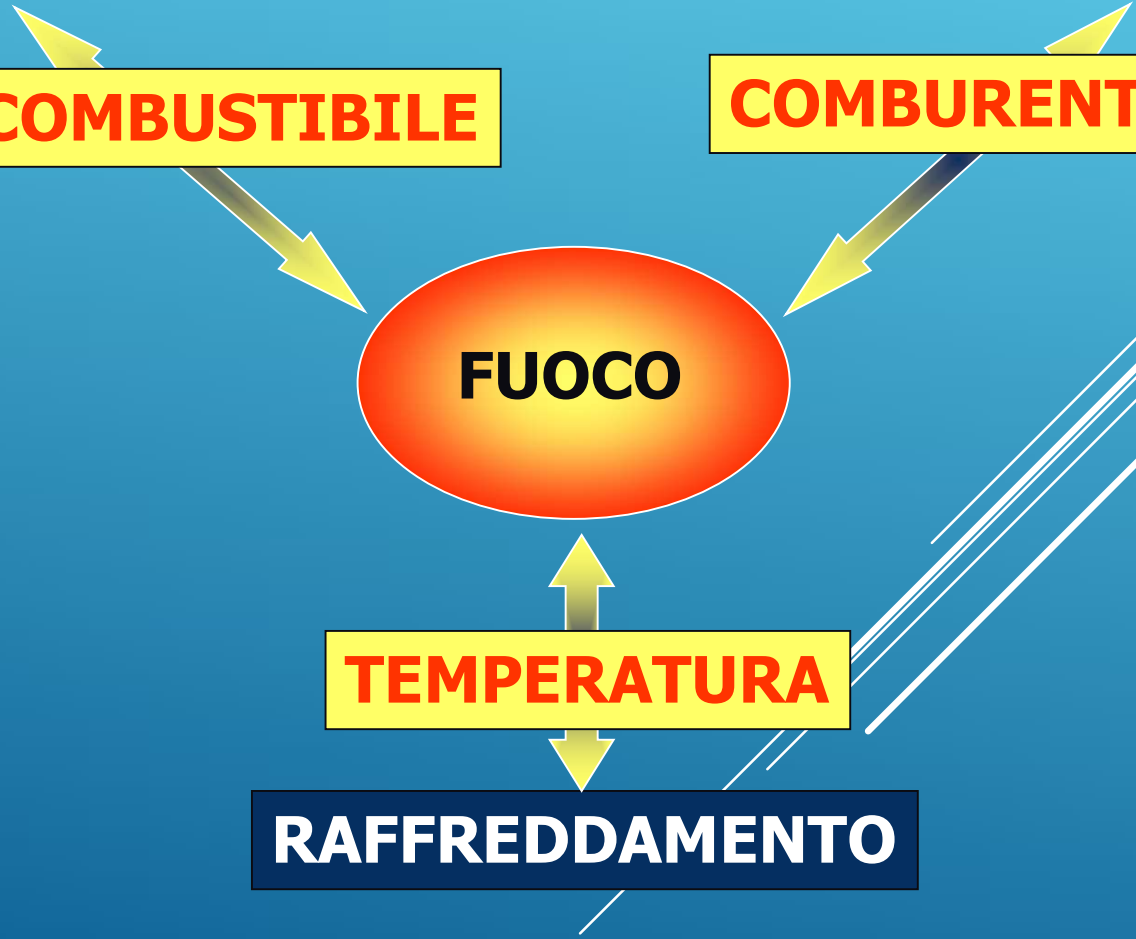 COMBUSTIBILE
COMBURENT
FUOCO
TEMPERATURA
RAFFREDDAMENTO